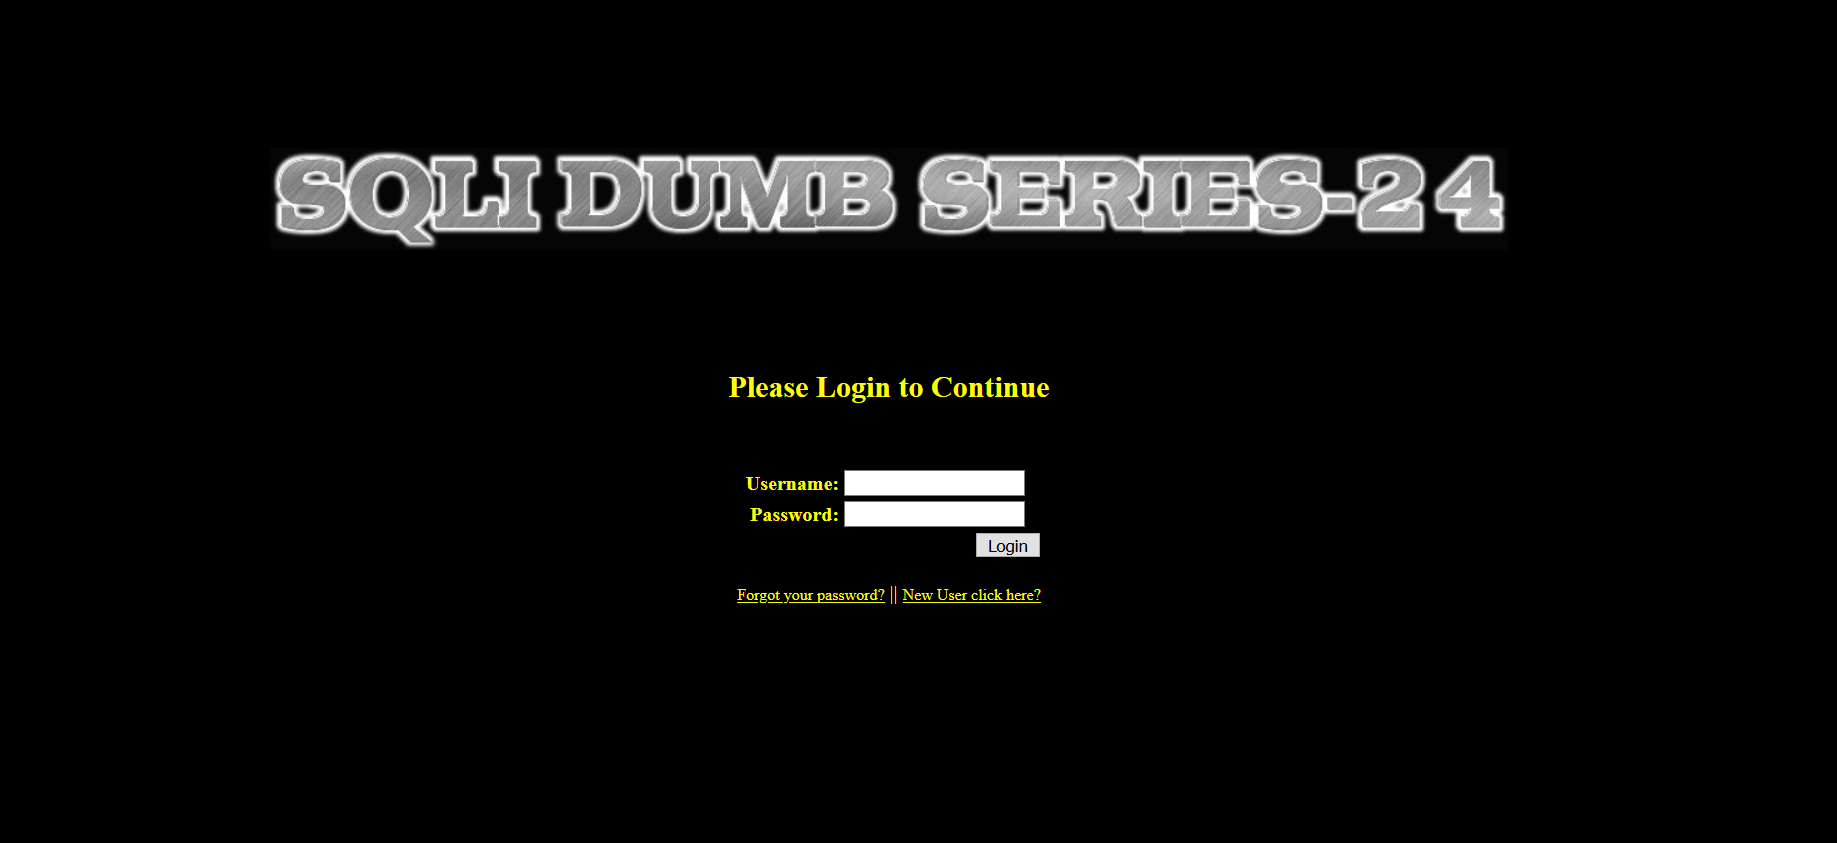 SQLI DUMB SERIES-24
Please Login to Continue
Username:
Password:
Login
Forgot your password? || New User click here?